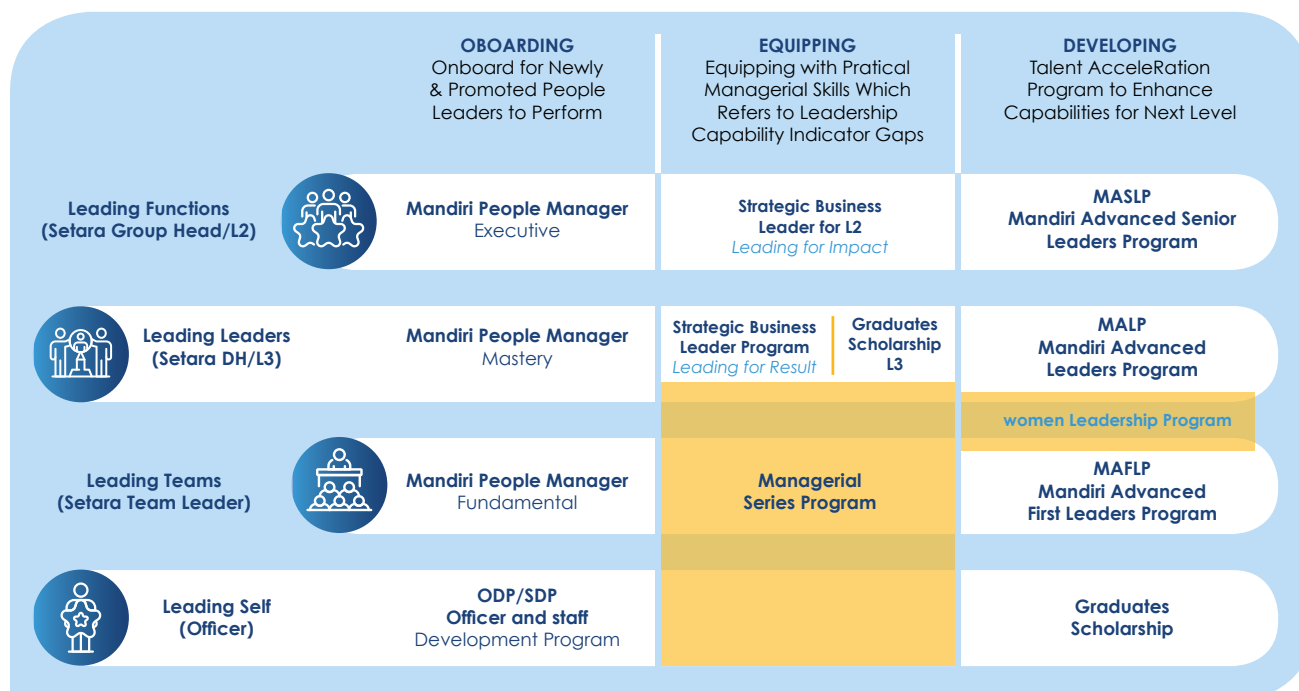 OBOARDING
Onboard for Newly
& Promoted People
Leaders to Perform
EQUIPPING
Equipping with Pratical
Managerial Skills Which
Refers to Leadership
Capability Indicator Gaps
DEVELOPING
Talent AcceleRation
Program to Enhance
Capabilities for Next Level
Leading Functions
(Setara Group Head/L2)
Mandiri People Manager
Executive
Strategic Business
Leader for L2
Leading for Impact
MASLP
Mandiri Advanced Senior
Leaders Program
Leading Leaders
(Setara DH/L3)
Mandiri People Manager
Mastery
Strategic Business
Leader Program
Leading for Result
Graduates
Scholarship
L3
MALP
Mandiri Advanced
Leaders Program
women Leadership Program
Leading Teams
(Setara Team Leader)
Mandiri People Manager
Fundamental
Managerial
Series Program
MAFLP
Mandiri Advanced
First Leaders Program
Leading Self
(Officer)
ODP/SDP
Officer and staff
Development Program
Graduates
Scholarship